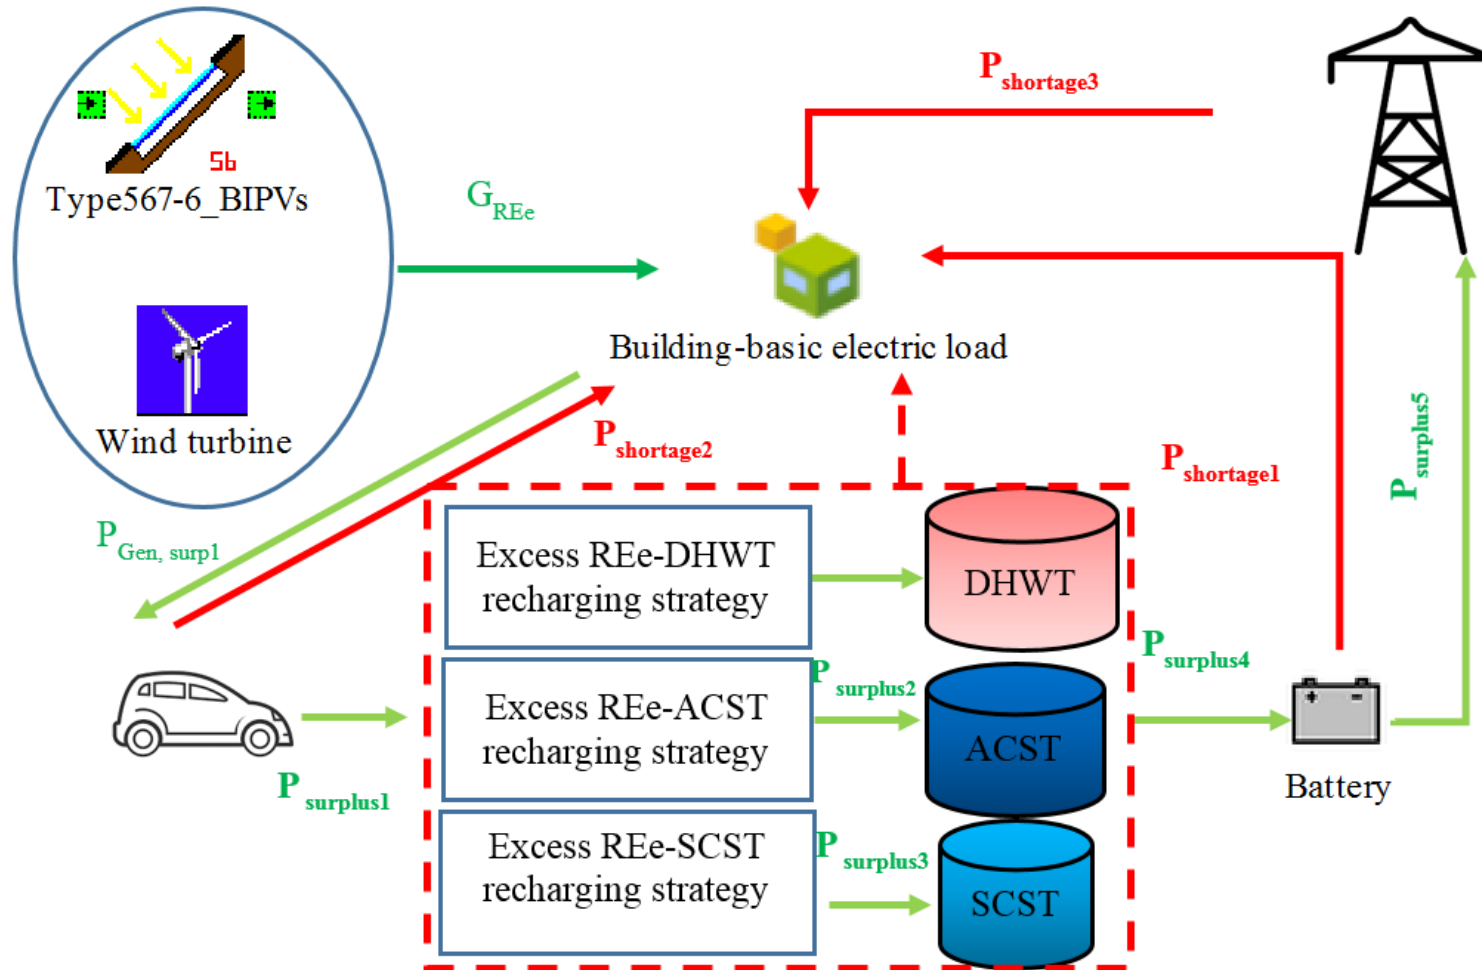 P shortage3
5b
Type567-6_BIPVs
G REe
Building-basic electric load
Wind turbine
P shortage2
P shortage1
P surplus5
P Gen, surp1
Excess REe-DHWT
recharging strategy
DHWT
P surplus4
P surplus2
Excess REe-ACST
recharging strategy
ACST
+ -
Battery
P surplus1
Excess REe-SCST
recharging strategy
P surplus3
SCST